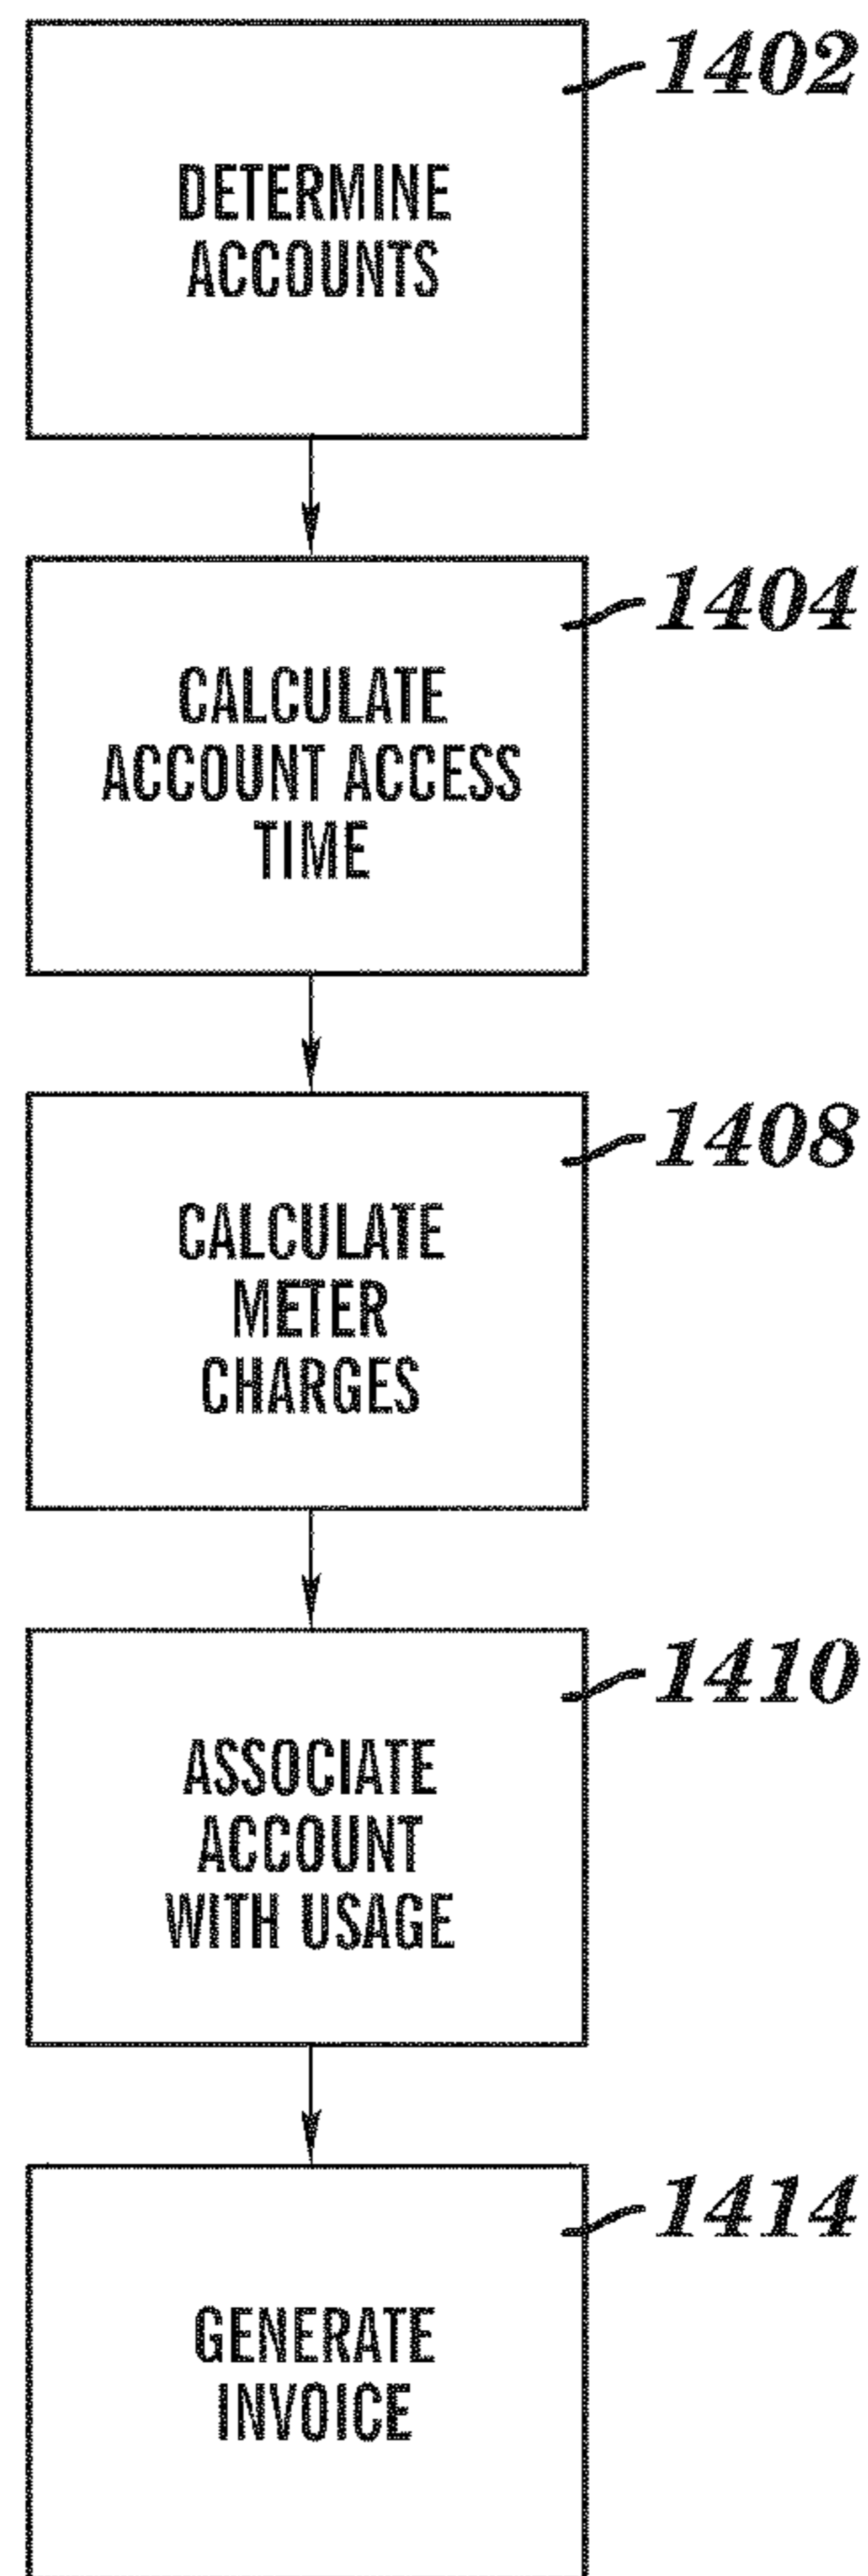 1402
DETERMINE
ACCOUNTS
1404
CALCULATE
ACCOUNT ACCESS
TIME
1408
CALCULATE
METER
CHARGES
1410
ASSOCIATE
ACCOUNT
WITH USAGE
1414
GENERATE
INVOICE